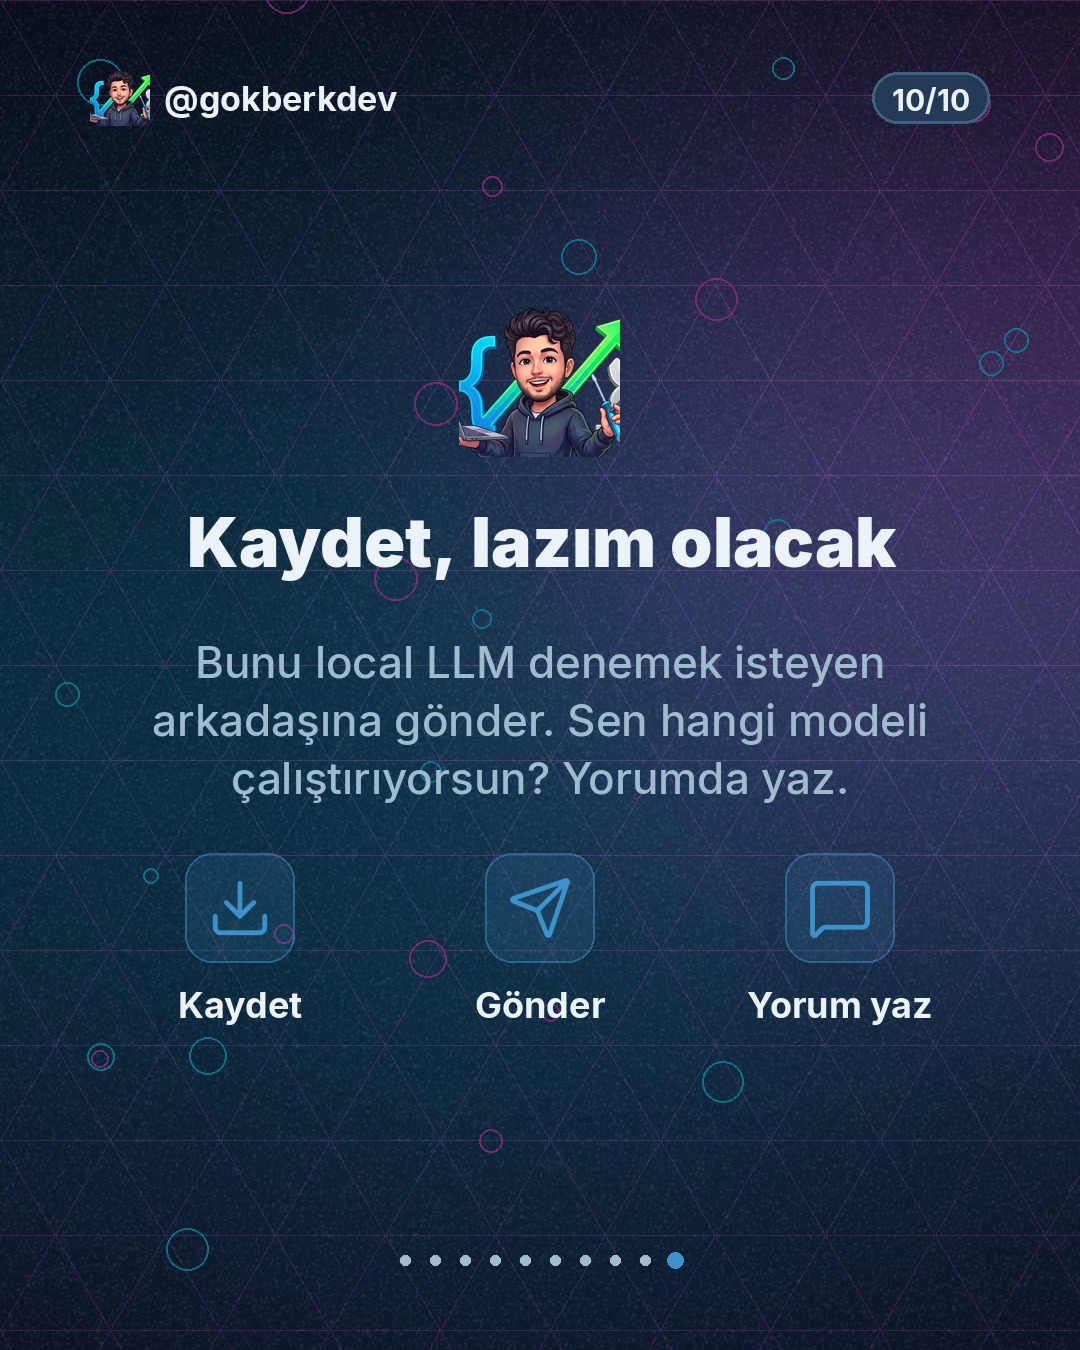 @gokberkdev
10/10
Kaydet, lazım olacak
Bunu local LLM denemek isteyen
arkadaşına gönder. Sen hangi modeli
çalıştırıyorsun? Yorumda yaz.
Kaydet
Gönder
Yorum yaz